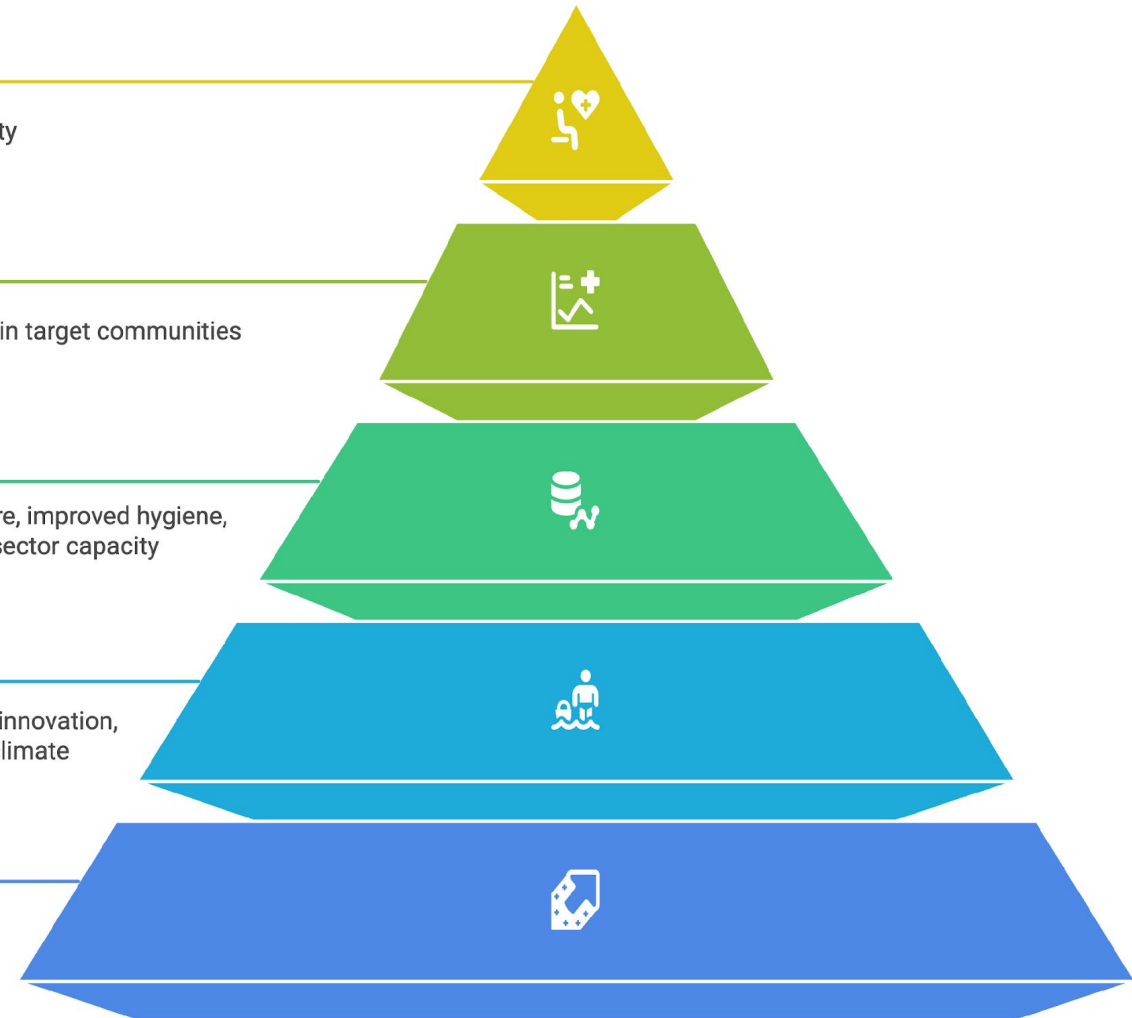 ty
in target communities
re, improved hygiene,
sector capacity
innovation,
limate